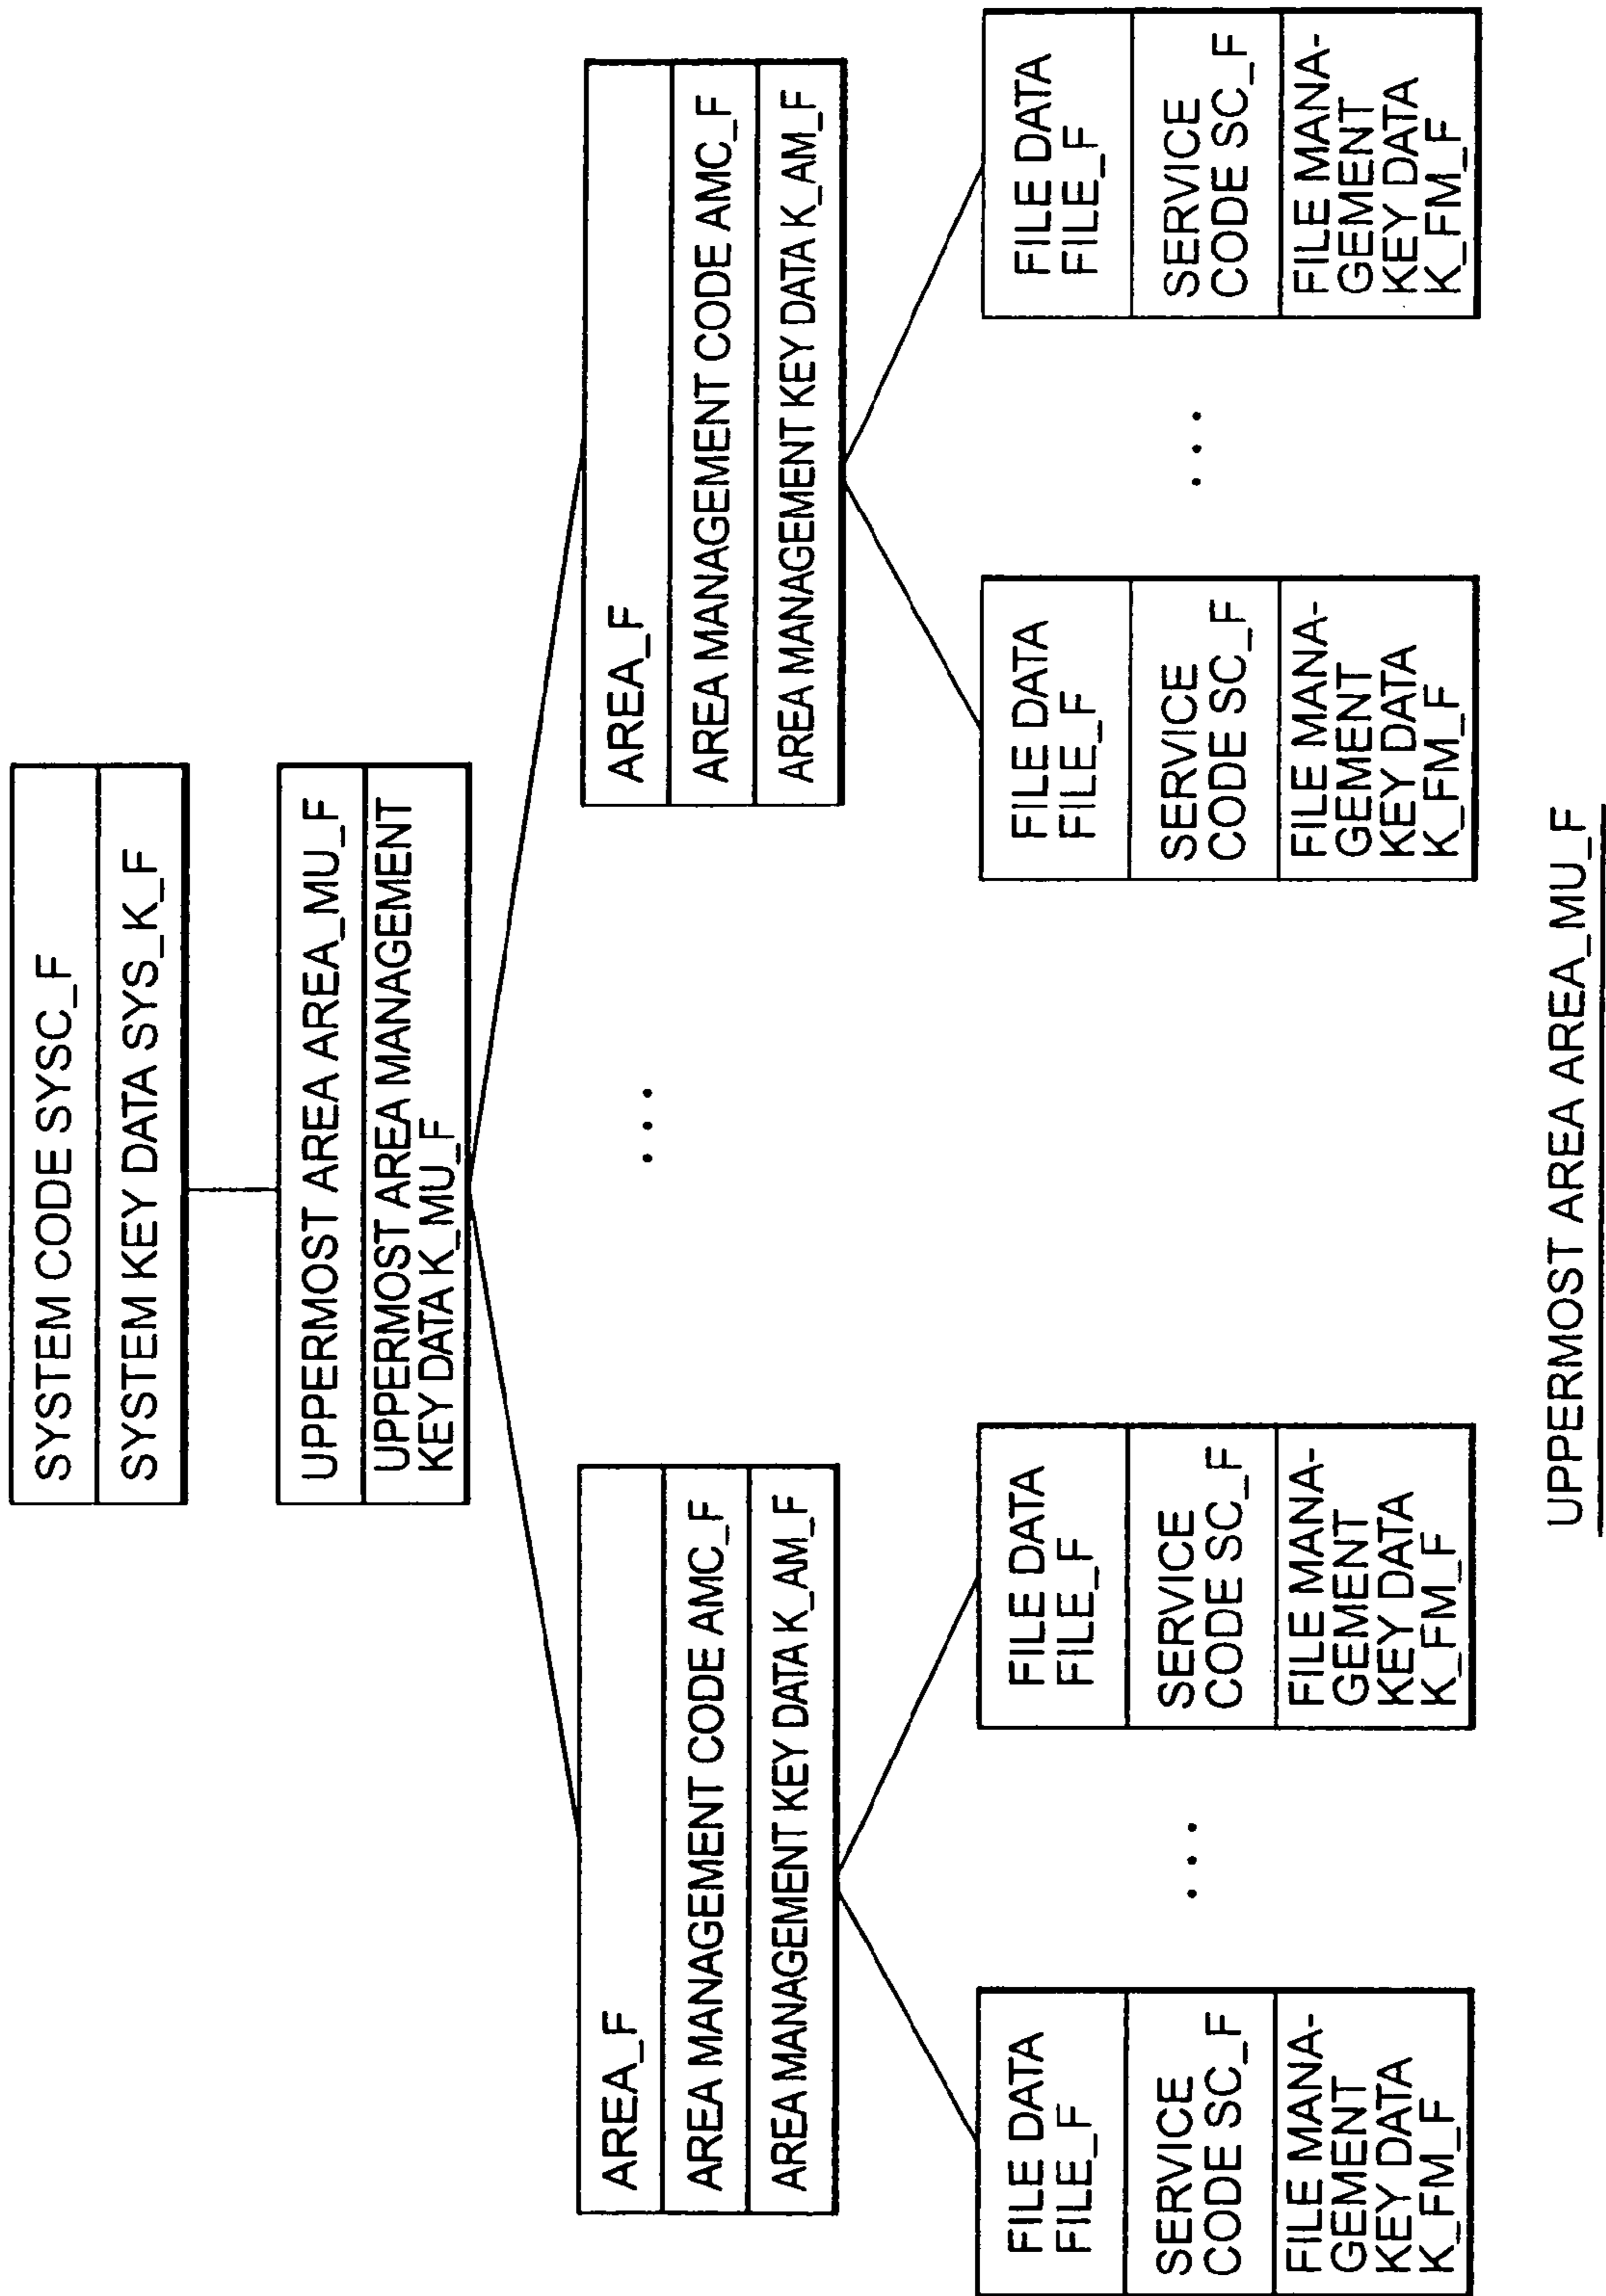 SYSTEM CODE SYSC_F
SYSTEM KEY DATA SYS_K_F
UPPERMOST AREA AREA_MU_F
UPPERMOST AREA MANAGEMENT
KEY DATA K_MU_F
AREA_F
AREA MANAGEMENT CODE AMC_F
AREA MANAGEMENT KEY DATA K_AM_F
...
AREA_F
AREA MANAGEMENT CODE AMC_F
AREA MANAGEMENT KEY DATA K_AM_F
FILE DATA
FILE_F
SERVICE
CODE SC_F
FILE MANA-
GEMENT
KEY DATA
K_FM_F
...
FILE DATA
FILE_F
SERVICE
CODE SC_F
FILE MANA-
GEMENT
KEY DATA
K_FM_F
FILE DATA
FILE_F
SERVICE
CODE SC_F
FILE MANA-
GEMENT
KEY DATA
K_FM_F
...
FILE DATA
FILE_F
SERVICE
CODE SC_F
FILE MANA-
GEMENT
KEY DATA
K_FM_F
UPPERMOST AREA AREA_MU_F